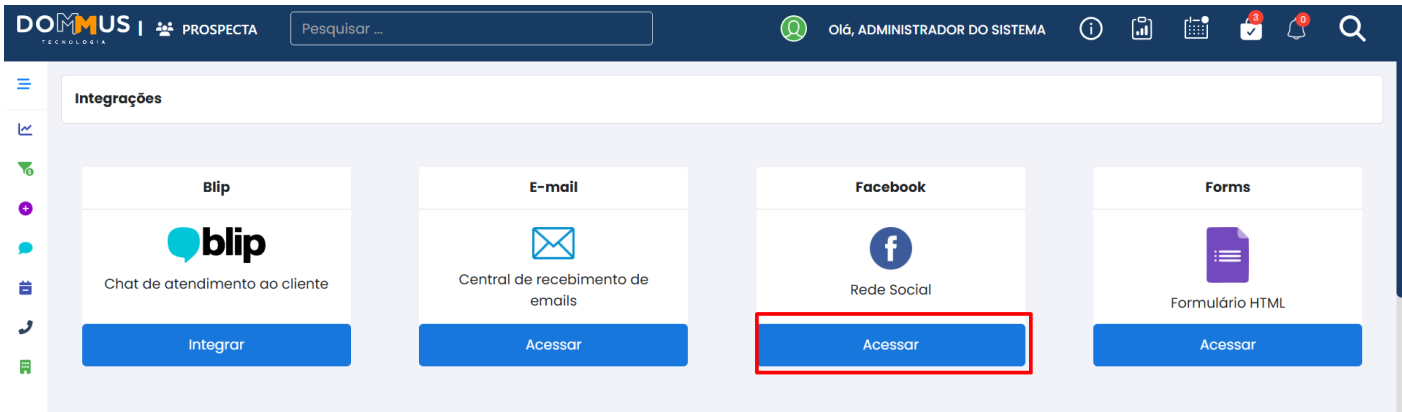 DOMMUS
TECNOLOGIA
PROSPECTA
Pesquisar ...
Olá, ADMINISTRADOR DO SISTEMA
3
0
Integrações
Blip
E-mail
Facebook
Forms
blip
Chat de atendimento ao cliente
Central de recebimento de
emails
Rede Social
Formulário HTML
Integrar
Acessar
Acessar
Acessar